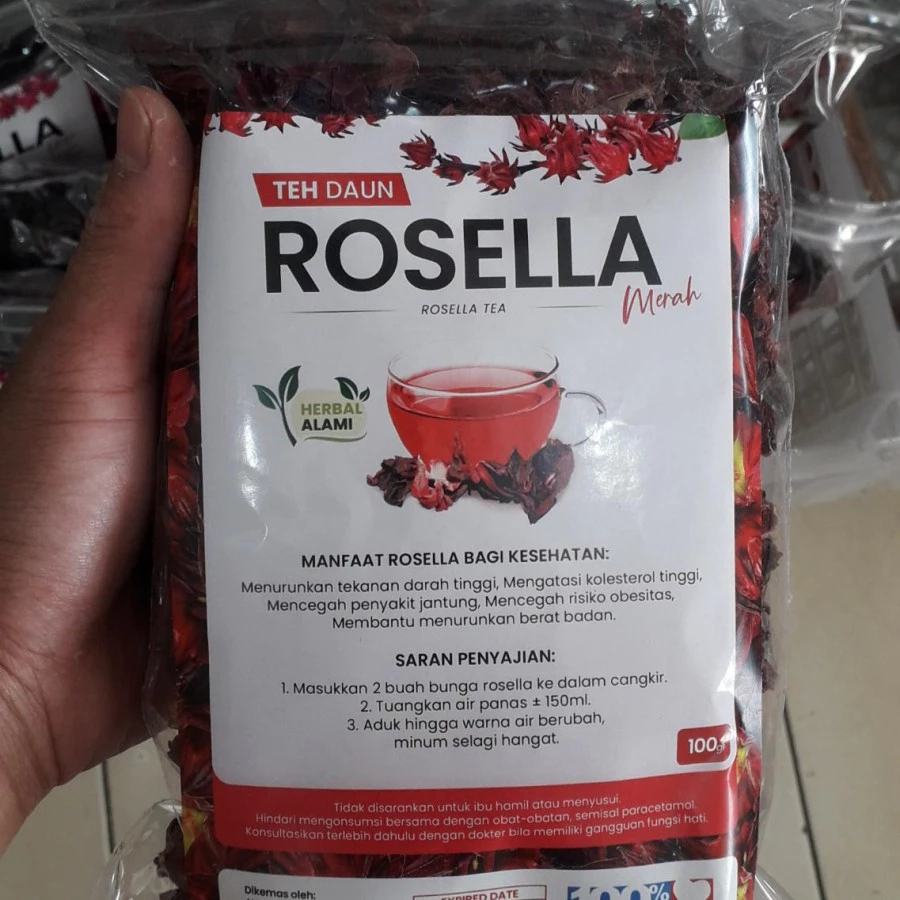 LLA
TEH DAUN
ROSELLA
Merah
ROSELLA TEA
HERBAL
ALAMI
MANFAAT ROSELLA BAGI KESEHATAN:
Menurunkan tekanan darah tinggi, Mengatasi kolesterol tinggi,
Mencegah penyakit jantung, Mencegah risiko obesitas,
Membantu menurunkan berat badan.
SARAN PENYAJIAN:
1. Masukkan 2 buah bunga rosella ke dalam cangkir.
2. Tuangkan air panas ± 150ml.
3. Aduk hingga warna air berubah,
minum selagi hangat.
100gr
Tidak disarankan untuk ibu hamil atau menyusui.
Hindari mengonsumsi bersama dengan obat-obatan, semisal paracetamol.
Konsultasikan terlebih dahulu dengan dokter bila memiliki gangguan fungsi hati.
Dikemas oleh:
EXPIRED DATE
100%